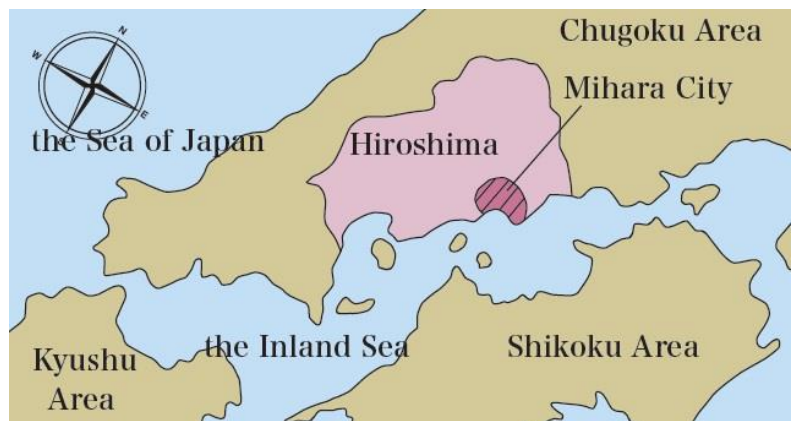 N
W
E
Chugoku Area
Mihara City
the Sea of Japan
Hiroshima
the Inland Sea
Shikoku Area
Kyushu
Area